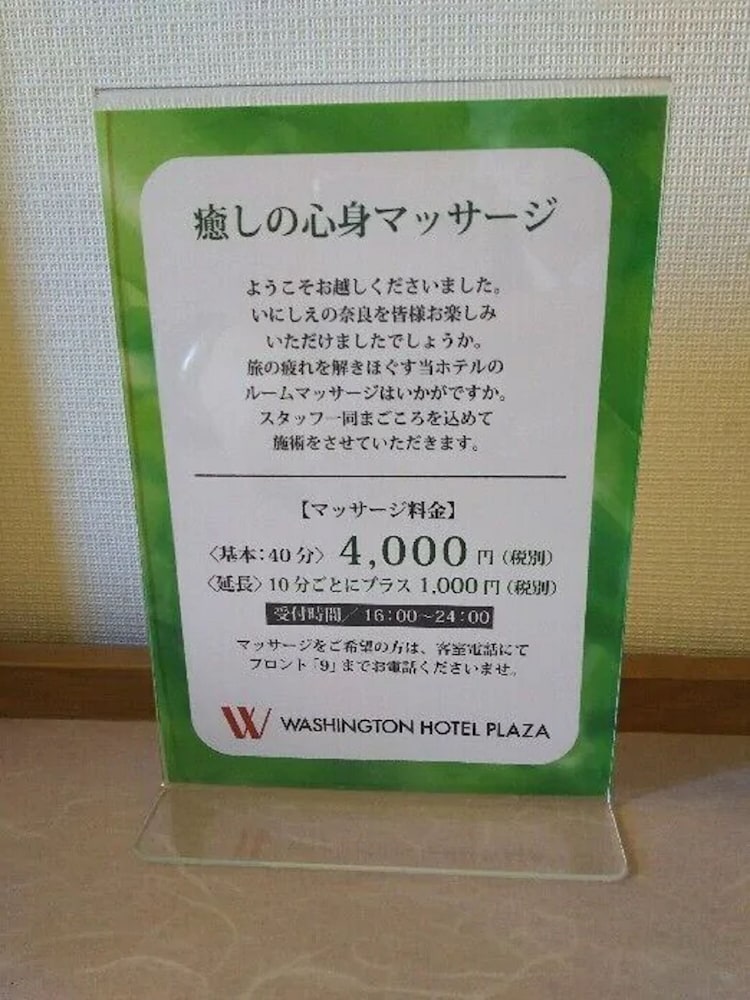 癒しの心身マッサージ
ようこそお越しくださいました。
いにしえの奈良を皆様お楽しみ
いただけましたでしょうか。
旅の疲れを解きほぐす当ホテルの
ルームマッサージはいかがですか。
スタッフ一同まごころを込めて
施術をさせていただきます。
【マッサージ料金】
〈基本:40分〉 4,000円(税別)
〈延長〉10分ごとにプラス 1,000円(税別)
受付時間/16:00~24:00
マッサージをご希望の方は、客室電話にて
フロント「9」までお電話くださいませ。
W WASHINGTON HOTEL PLAZA